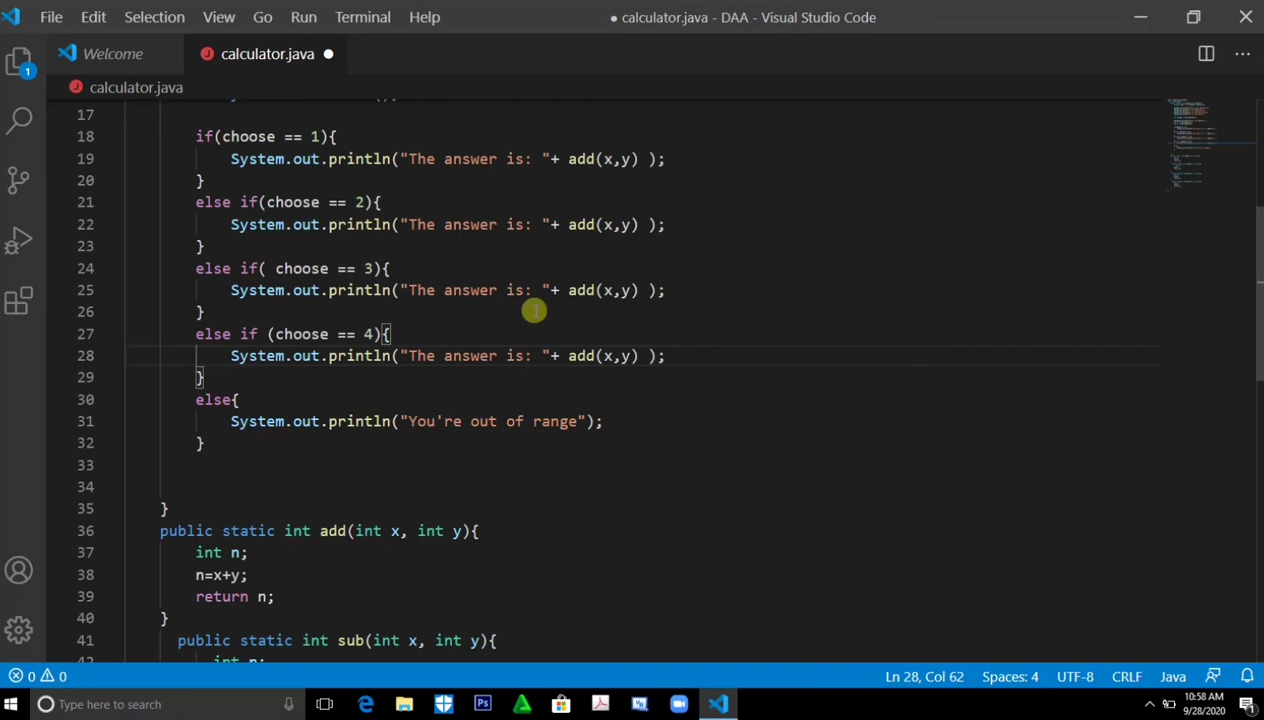 File Edit Selection View Go Run Terminal Help ● calculator.java - DAA - Visual Studio Code
Welcome calculator.java
calculator.java
17
18 if(choose == 1){
19 System.out.println("The answer is: "+ add(x,y) );
20 }
21 else if(choose == 2){
22 System.out.println("The answer is: "+ add(x,y) );
23 }
24 else if( choose == 3){
25 System.out.println("The answer is: "+ add(x,y) );
26 }
27 else if (choose == 4){
28 System.out.println("The answer is: "+ add(x,y) );
29 }
30 else{
31 System.out.println("You're out of range");
32 }
33
34
35 }
36 public static int add(int x, int y){
37 int n;
38 n=x+y;
39 return n;
40 }
41 public static int sub(int x, int y){
42 int n;
0 0 Ln 28, Col 62 Spaces: 4 UTF-8 CRLF Java
Type here to search
10:58 AM
9/28/2020